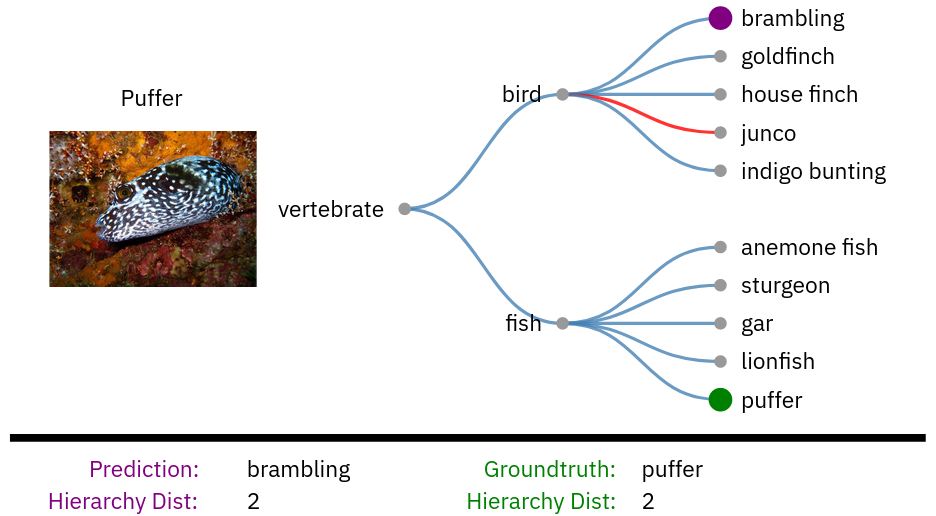 Puffer
vertebrate
bird
brambling
goldfinch
house finch
junco
indigo bunting
fish
anemone fish
sturgeon
gar
lionfish
puffer
Prediction: brambling Groundtruth: puffer
Hierarchy Dist: 2 Hierarchy Dist: 2